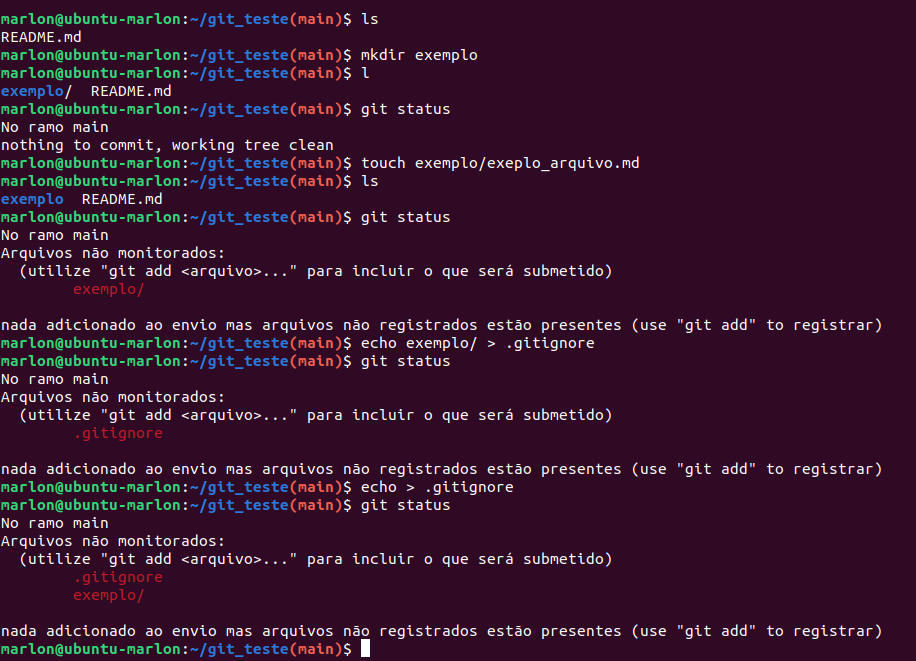 marlon@ubuntu-marlon:~/git_teste(main)$ ls
README.md
marlon@ubuntu-marlon:~/git_teste(main)$ mkdir exemplo
marlon@ubuntu-marlon:~/git_teste(main)$ l
exemplo/  README.md
marlon@ubuntu-marlon:~/git_teste(main)$ git status
No ramo main
nothing to commit, working tree clean
marlon@ubuntu-marlon:~/git_teste(main)$ touch exemplo/exeplo_arquivo.md
marlon@ubuntu-marlon:~/git_teste(main)$ ls
exemplo  README.md
marlon@ubuntu-marlon:~/git_teste(main)$ git status
No ramo main
Arquivos não monitorados:
  (utilize "git add <arquivo>..." para incluir o que será submetido)
        exemplo/

nada adicionado ao envio mas arquivos não registrados estão presentes (use "git add" to registrar)
marlon@ubuntu-marlon:~/git_teste(main)$ echo exemplo/ > .gitignore
marlon@ubuntu-marlon:~/git_teste(main)$ git status
No ramo main
Arquivos não monitorados:
  (utilize "git add <arquivo>..." para incluir o que será submetido)
        .gitignore

nada adicionado ao envio mas arquivos não registrados estão presentes (use "git add" to registrar)
marlon@ubuntu-marlon:~/git_teste(main)$ echo > .gitignore
marlon@ubuntu-marlon:~/git_teste(main)$ git status
No ramo main
Arquivos não monitorados:
  (utilize "git add <arquivo>..." para incluir o que será submetido)
        .gitignore
        exemplo/

nada adicionado ao envio mas arquivos não registrados estão presentes (use "git add" to registrar)
marlon@ubuntu-marlon:~/git_teste(main)$